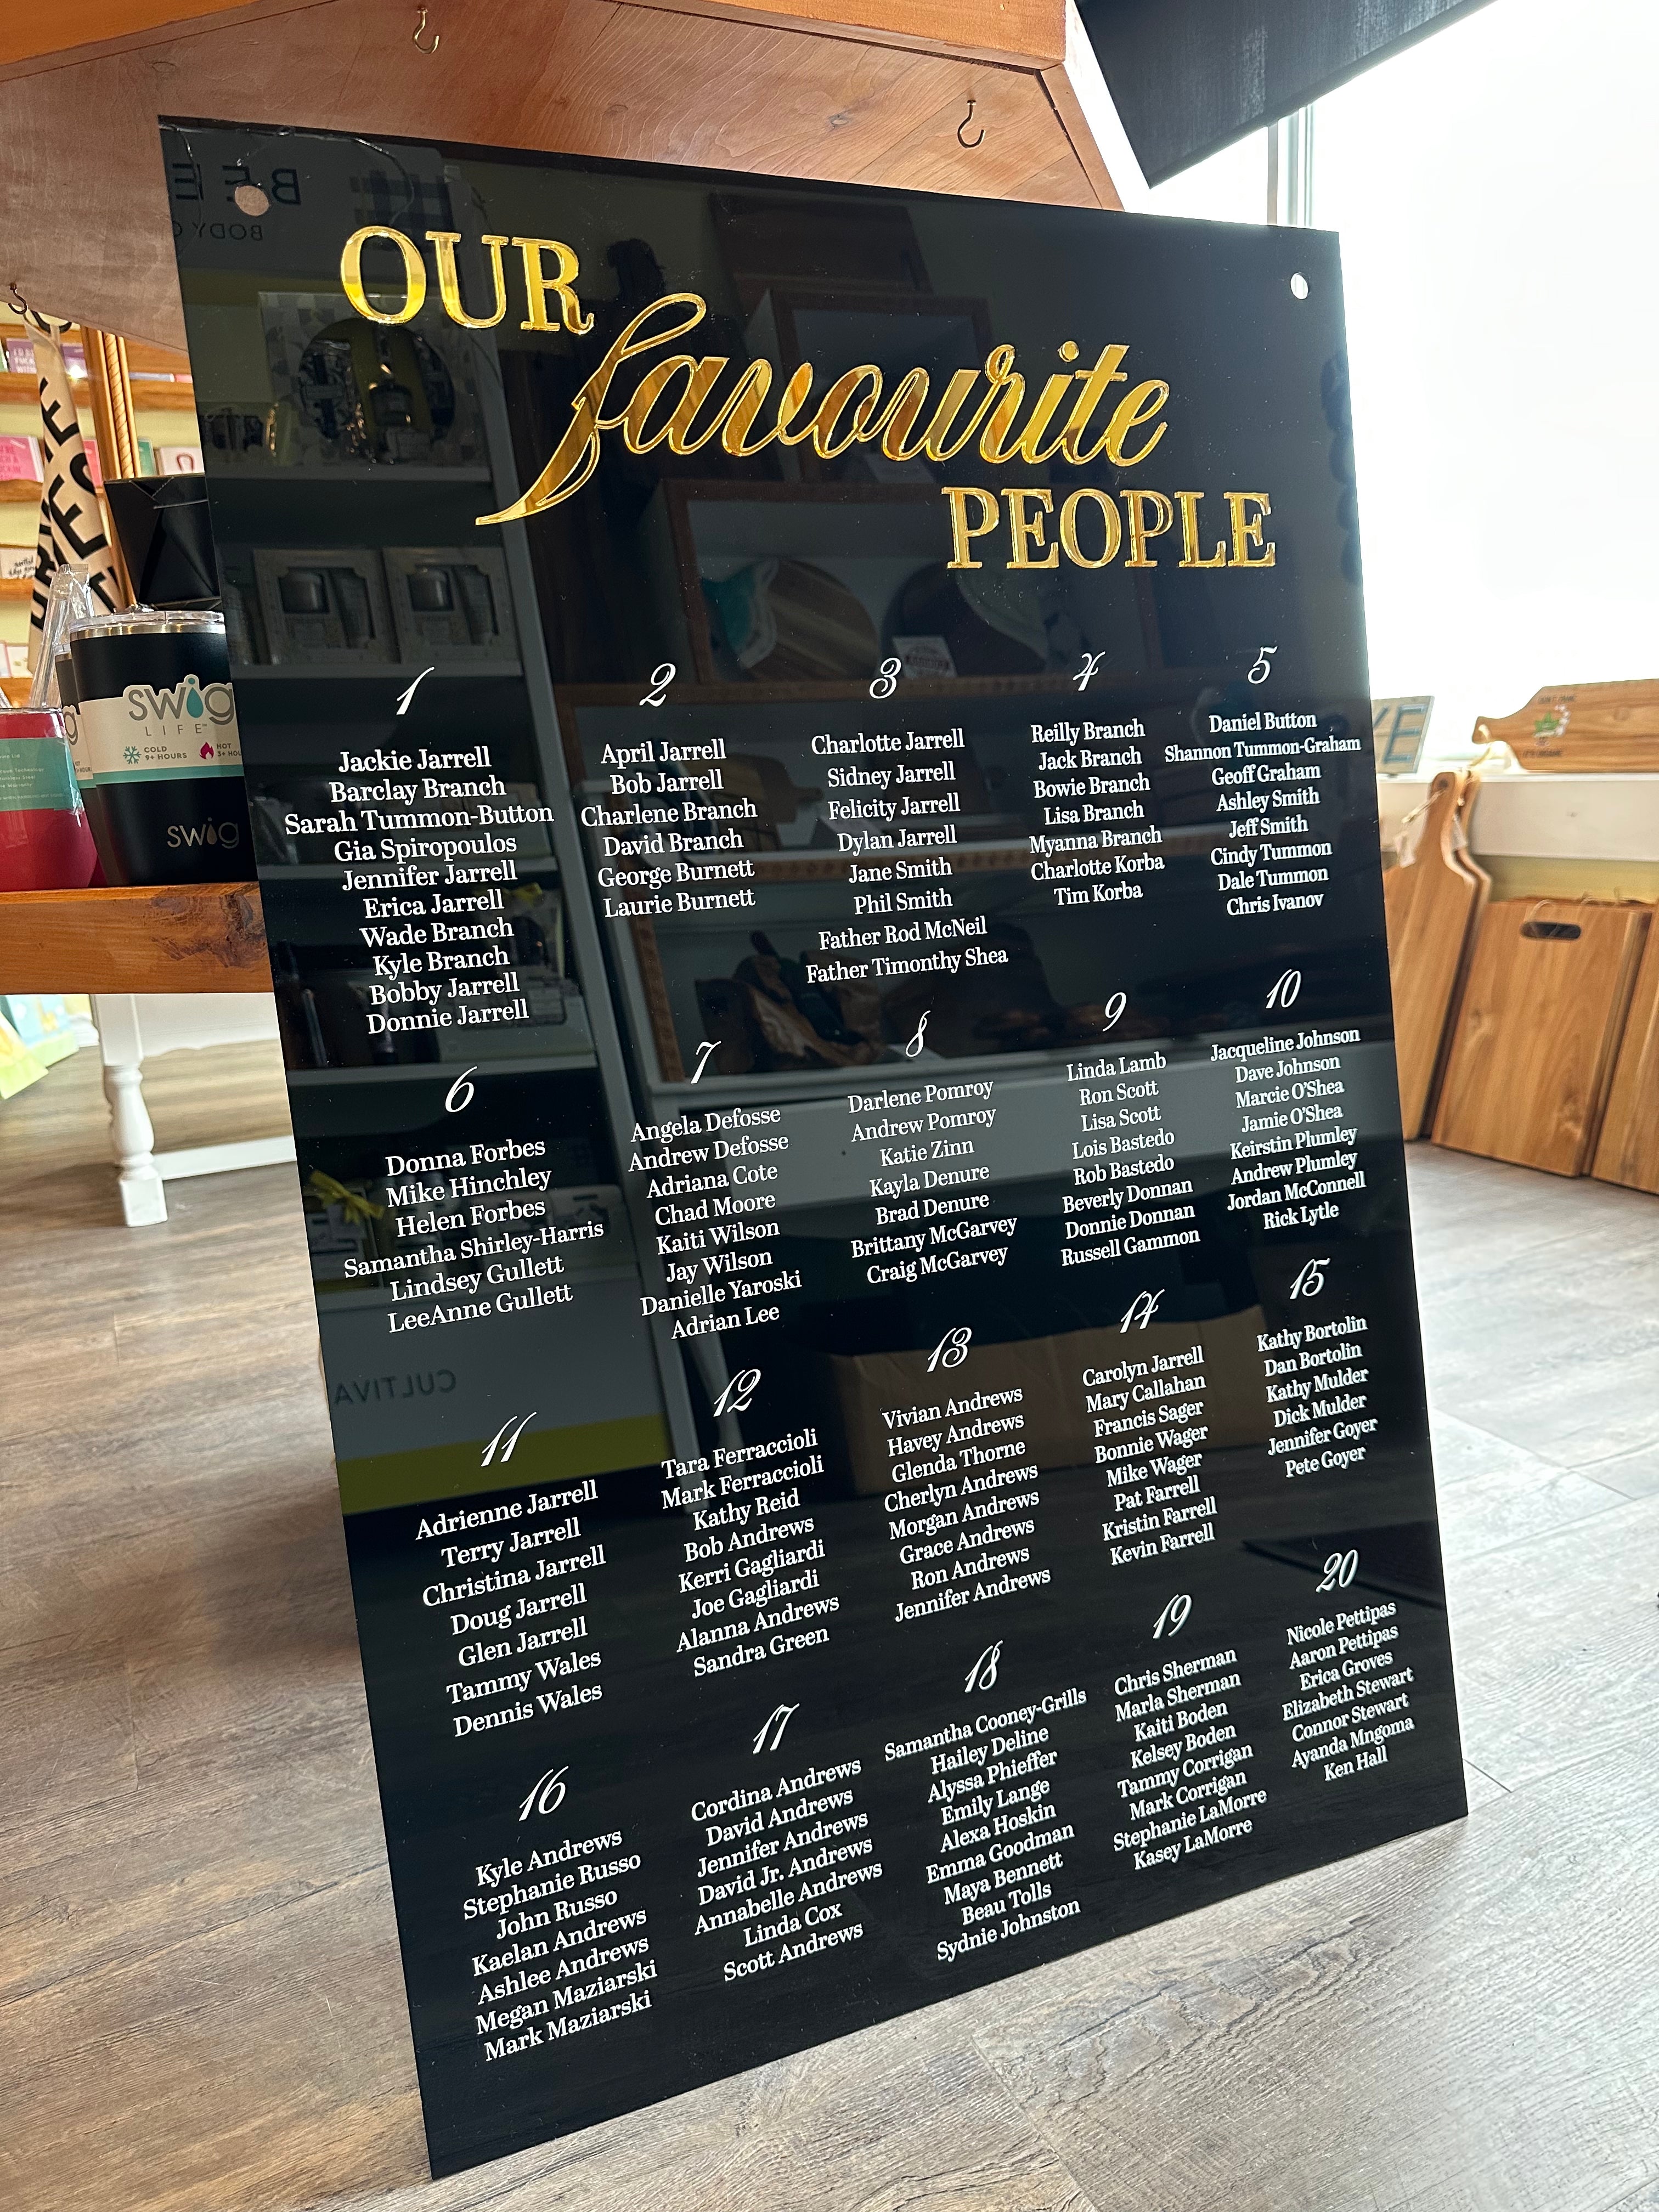 OUR
favourite
PEOPLE
1
Jackie Jarrell
Barclay Branch
Sarah Tummon-Button
Gia Spiropoulos
Jennifer Jarrell
Erica Jarrell
Wade Branch
Kyle Branch
Bobby Jarrell
Donnie Jarrell
2
April Jarrell
Bob Jarrell
Charlene Branch
David Branch
George Burnett
Laurie Burnett
3
Charlotte Jarrell
Sidney Jarrell
Felicity Jarrell
Dylan Jarrell
Jane Smith
Phil Smith
Father Rod McNeil
Father Timonthy Shea
4
Reilly Branch
Jack Branch
Bowie Branch
Lisa Branch
Myanna Branch
Charlotte Korba
Tim Korba
5
Daniel Button
Shannon Tummon-Graham
Geoff Graham
Ashley Smith
Jeff Smith
Cindy Tummon
Dale Tummon
Chris Ivanov
6
Donna Forbes
Mike Hinchley
Helen Forbes
Samantha Shirley-Harris
Lindsey Gullett
LeeAnne Gullett
7
Angela Defosse
Andrew Defosse
Adriana Cote
Chad Moore
Kaiti Wilson
Jay Wilson
Danielle Yaroski
Adrian Lee
8
Darlene Pomroy
Andrew Pomroy
Katie Zinn
Kayla Denure
Brad Denure
Brittany McGarvey
Craig McGarvey
9
Linda Lamb
Ron Scott
Lisa Scott
Lois Bastedo
Rob Bastedo
Beverly Donnan
Donnie Donnan
Russell Gammon
10
Jacqueline Johnson
Dave Johnson
Marcie O'Shea
Jamie O'Shea
Keirstin Plumley
Andrew Plumley
Jordan McConnell
Rick Lytle
11
Adrienne Jarrell
Terry Jarrell
Christina Jarrell
Doug Jarrell
Glen Jarrell
Tammy Wales
Dennis Wales
12
Tara Ferraccioli
Mark Ferraccioli
Kathy Reid
Bob Andrews
Kerri Gagliardi
Joe Gagliardi
Alanna Andrews
Sandra Green
13
Vivian Andrews
Havey Andrews
Glenda Thorne
Cherlyn Andrews
Morgan Andrews
Grace Andrews
Ron Andrews
Jennifer Andrews
14
Carolyn Jarrell
Mary Callahan
Francis Sager
Bonnie Wager
Mike Wager
Pat Farrell
Kristin Farrell
Kevin Farrell
15
Kathy Bortolin
Dan Bortolin
Kathy Mulder
Dick Mulder
Jennifer Goyer
Pete Goyer
16
Kyle Andrews
Stephanie Russo
John Russo
Kaelan Andrews
Ashlee Andrews
Megan Maziarski
Mark Maziarski
17
Cordina Andrews
David Andrews
Jennifer Andrews
David Jr. Andrews
Annabelle Andrews
Linda Cox
Scott Andrews
18
Samantha Cooney-Grills
Hailey Deline
Alyssa Phieffer
Emily Lange
Alexa Hoskin
Emma Goodman
Maya Bennett
Beau Tolls
Sydnie Johnston
19
Chris Sherman
Marla Sherman
Kaiti Boden
Kelsey Boden
Tammy Corrigan
Mark Corrigan
Stephanie LaMorre
Kasey LaMorre
20
Nicole Pettipas
Aaron Pettipas
Erica Groves
Elizabeth Stewart
Connor Stewart
Ayanda Mngoma
Ken Hall
swig
LIFE
COLD
9+ HOURS
HOT
swig